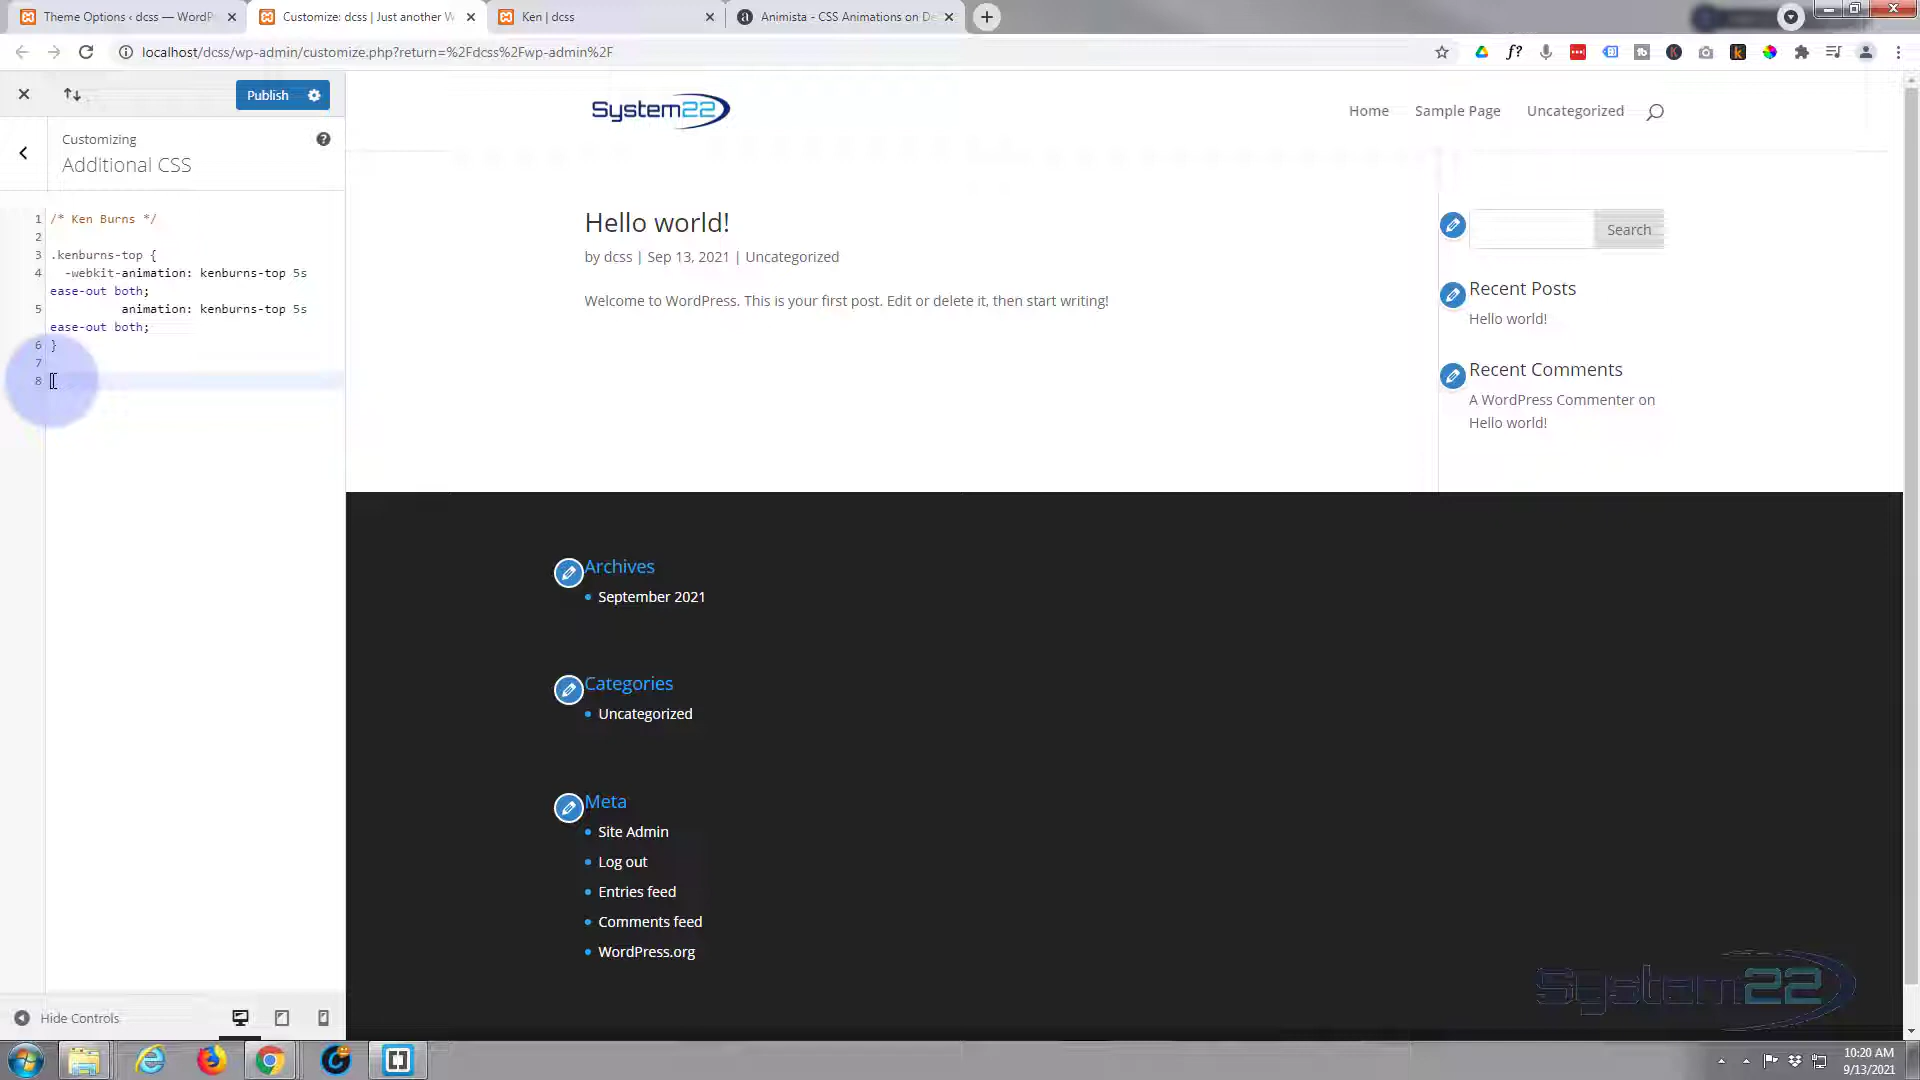 Theme Options ‹ dcss — WordP
Customize: dcss | Just another W
Ken | dcss
Animista - CSS Animations on De
localhost/dcss/wp-admin/customize.php?return=%2Fdcss%2Fwp-admin%2F
Publish
System22
Home
Sample Page
Uncategorized
Customizing
Additional CSS
1 /* Ken Burns */
2
3 .kenburns-top {
4 -webkit-animation: kenburns-top 5s
ease-out both;
5 animation: kenburns-top 5s
ease-out both;
6 }
7
8
Hello world!
by dcss | Sep 13, 2021 | Uncategorized
Welcome to WordPress. This is your first post. Edit or delete it, then start writing!
Search
Recent Posts
Hello world!
Recent Comments
A WordPress Commenter on
Hello world!
Archives
September 2021
Categories
Uncategorized
Meta
Site Admin
Log out
Entries feed
Comments feed
WordPress.org
System22
Hide Controls
10:20 AM
9/13/2021